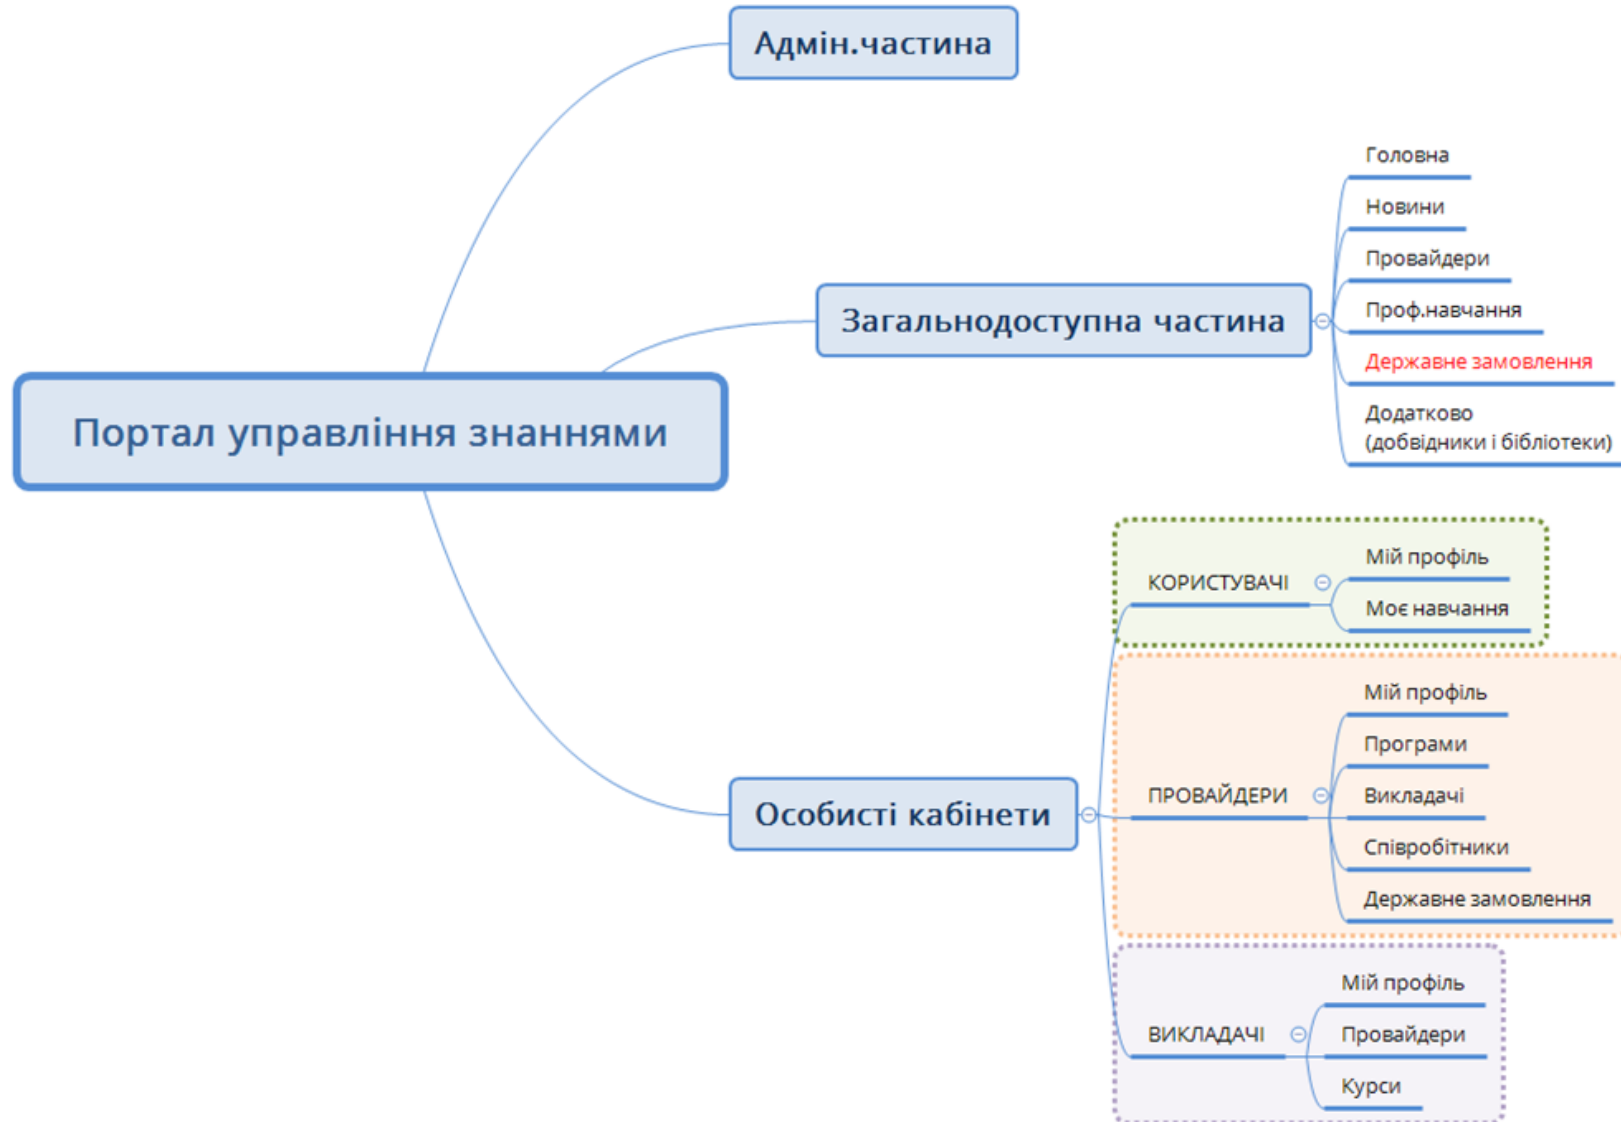 Адмін.частина
Головна
Новини
Провайдери
Проф.навчання
Загальнодоступна частина
Державне замовлення
Додатково
(добвідники і бібліотеки)
Портал управління знаннями
КОРИСТУВАЧІ
Мій профіль
Моє навчання
Особисті кабінети
ПРОВАЙДЕРИ
Мій профіль
Програми
Викладачі
Співробітники
Державне замовлення
ВИКЛАДАЧІ
Мій профіль
Провайдери
Курси